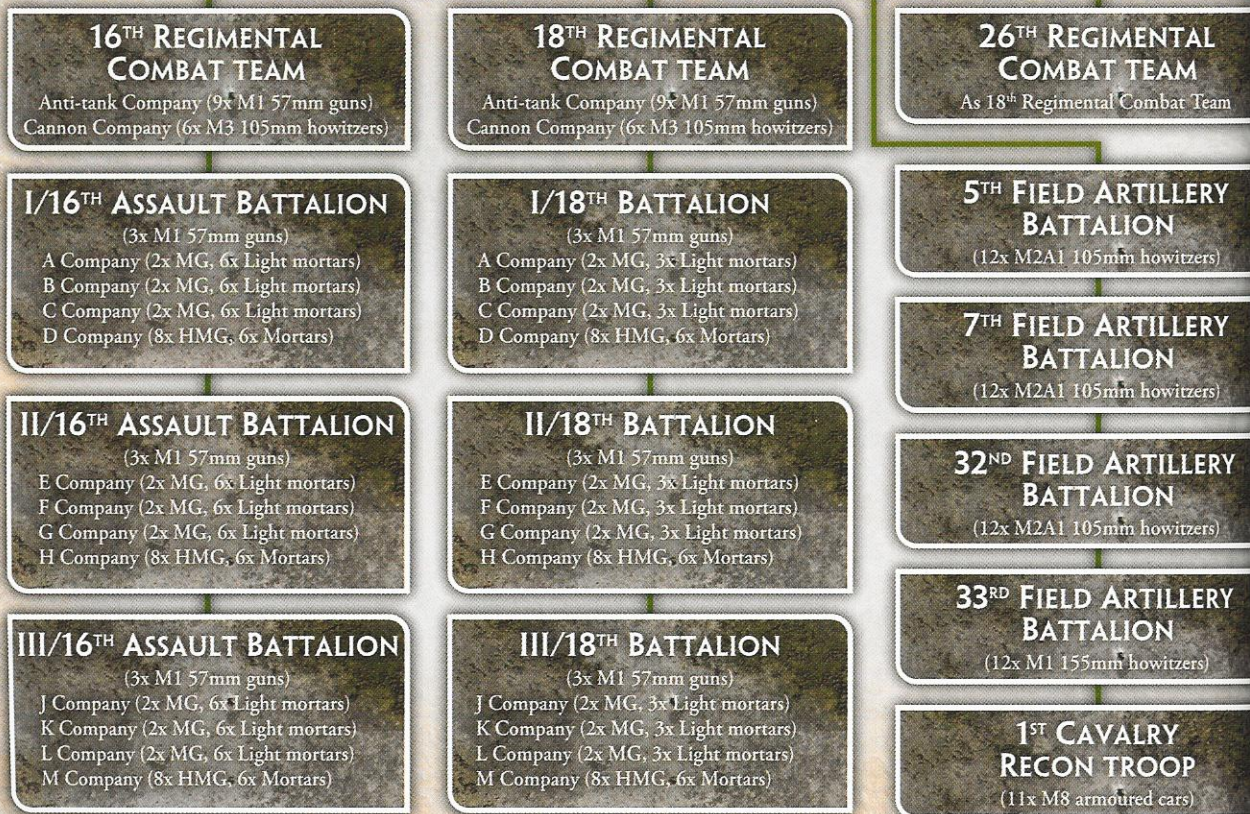 16TH REGIMENTAL
COMBAT TEAM
Anti-tank Company (9x M1 57mm guns)
Cannon Company (6x M3 105mm howitzers)
I/16TH ASSAULT BATTALION
(3x M1 57mm guns)
A Company (2x MG, 6x Light mortars)
B Company (2x MG, 6x Light mortars)
C Company (2x MG, 6x Light mortars)
D Company (8x HMG, 6x Mortars)
II/16TH ASSAULT BATTALION
(3x M1 57mm guns)
E Company (2x MG, 6x Light mortars)
F Company (2x MG, 6x Light mortars)
G Company (2x MG, 6x Light mortars)
H Company (8x HMG, 6x Mortars)
III/16TH ASSAULT BATTALION
(3x M1 57mm guns)
J Company (2x MG, 6x Light mortars)
K Company (2x MG, 6x Light mortars)
L Company (2x MG, 6x Light mortars)
M Company (8x HMG, 6x Mortars)
18TH REGIMENTAL
COMBAT TEAM
Anti-tank Company (9x M1 57mm guns)
Cannon Company (6x M3 105mm howitzers)
I/18TH BATTALION
(3x M1 57mm guns)
A Company (2x MG, 3x Light mortars)
B Company (2x MG, 3x Light mortars)
C Company (2x MG, 3x Light mortars)
D Company (8x HMG, 6x Mortars)
II/18TH BATTALION
(3x M1 57mm guns)
E Company (2x MG, 3x Light mortars)
F Company (2x MG, 3x Light mortars)
G Company (2x MG, 3x Light mortars)
H Company (8x HMG, 6x Mortars)
III/18TH BATTALION
(3x M1 57mm guns)
J Company (2x MG, 3x Light mortars)
K Company (2x MG, 3x Light mortars)
L Company (2x MG, 3x Light mortars)
M Company (8x HMG, 6x Mortars)
26TH REGIMENTAL
COMBAT TEAM
As 18th Regimental Combat Team
5TH FIELD ARTILLERY
BATTALION
(12x M2A1 105mm howitzers)
7TH FIELD ARTILLERY
BATTALION
(12x M2A1 105mm howitzers)
32ND FIELD ARTILLERY
BATTALION
(12x M2A1 105mm howitzers)
33RD FIELD ARTILLERY
BATTALION
(12x M1 155mm howitzers)
1ST CAVALRY
RECON TROOP
(11x M8 armoured cars)